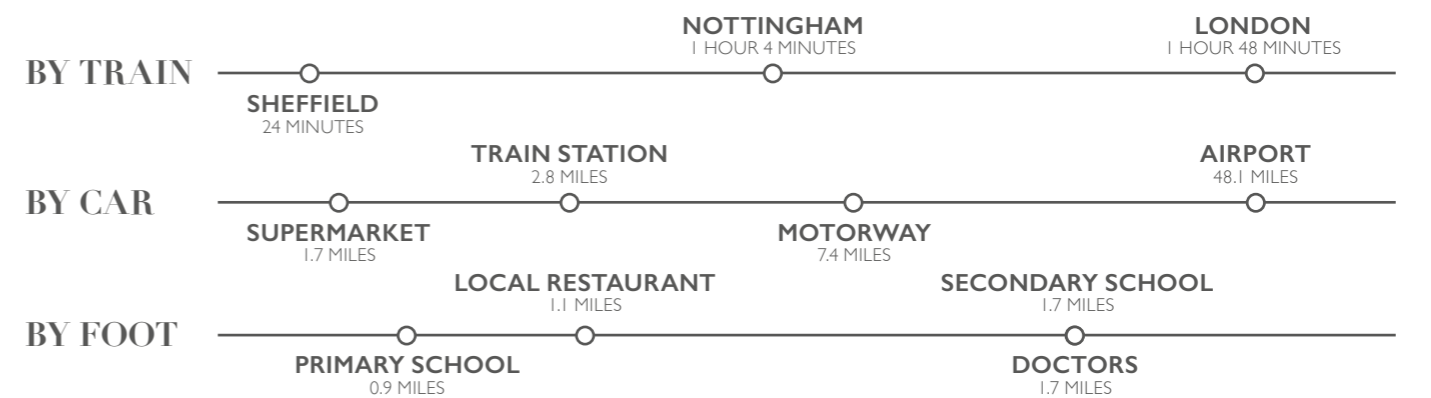 BY TRAIN
SHEFFIELD
24 MINUTES
NOTTINGHAM
1 HOUR 4 MINUTES
LONDON
1 HOUR 48 MINUTES
BY CAR
SUPERMARKET
1.7 MILES
TRAIN STATION
2.8 MILES
MOTORWAY
7.4 MILES
AIRPORT
48.1 MILES
BY FOOT
PRIMARY SCHOOL
0.9 MILES
LOCAL RESTAURANT
1.1 MILES
SECONDARY SCHOOL
1.7 MILES
DOCTORS
1.7 MILES